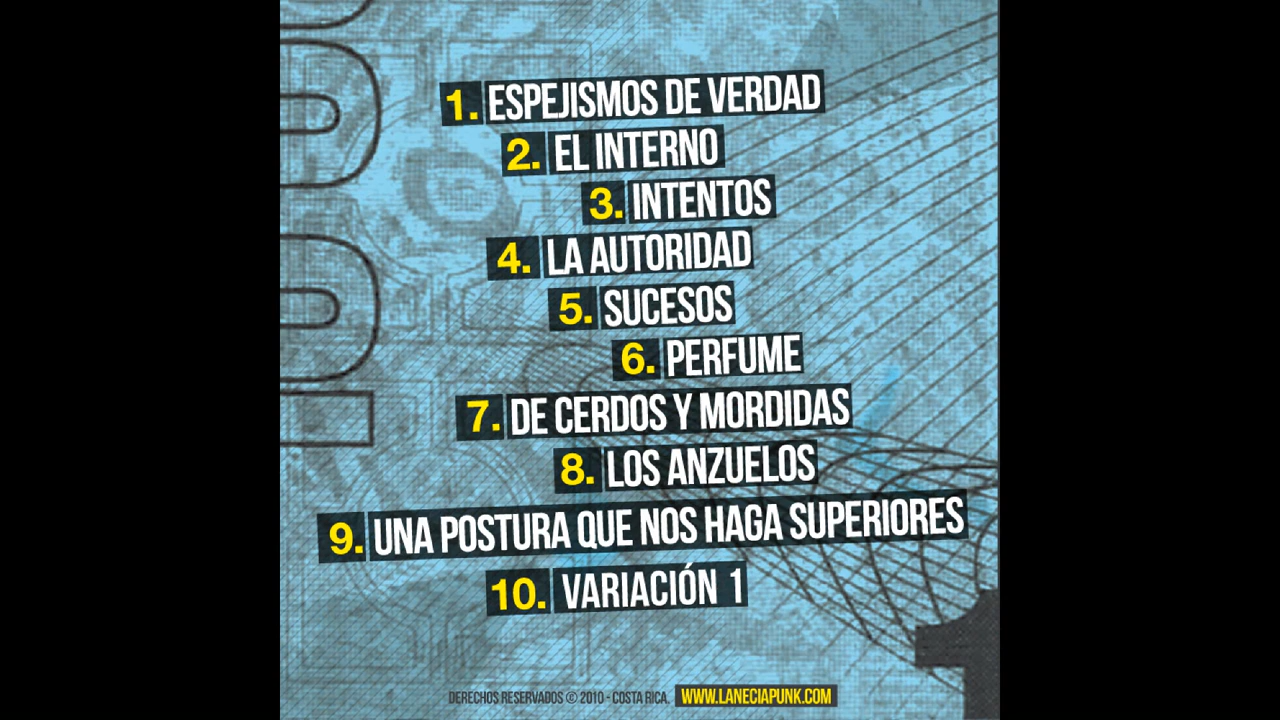 1. ESPEJISMOS DE VERDAD
2. EL INTERNO
3. INTENTOS
4. LA AUTORIDAD
5. SUCESOS
6. PERFUME
7. DE CERDOS Y MORDIDAS
8. LOS ANZUELOS
9. UNA POSTURA QUE NOS HAGA SUPERIORES
10. VARIACIÓN 1
DERECHOS RESERVADOS © 2010 - COSTA RICA. WWW.LANECIAPUNK.COM